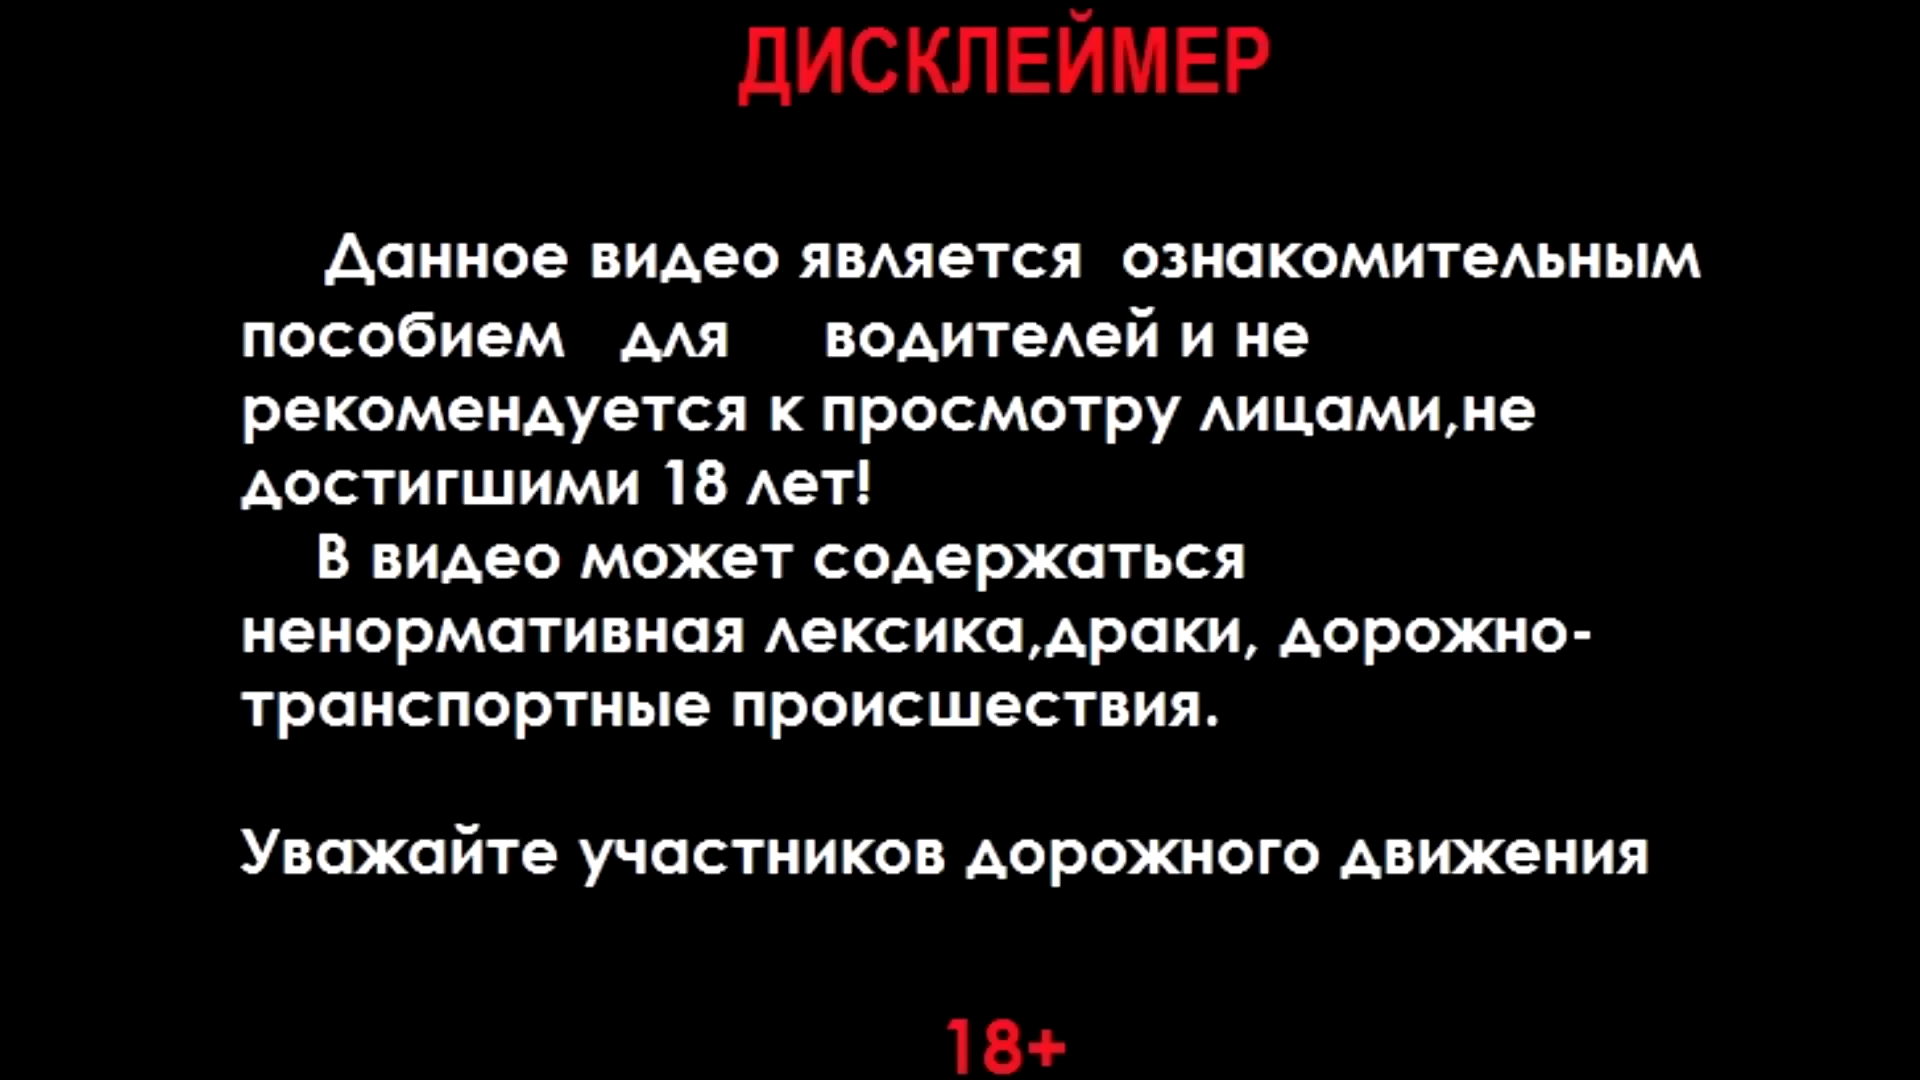 ДИСКЛЕЙМЕР
Данное видео является ознакомительным
пособием для водителей и не
рекомендуется к просмотру лицами,не
достигшими 18 лет!
В видео может содержаться
ненормативная лексика,драки, дорожно-
транспортные происшествия.
Уважайте участников дорожного движения
18+